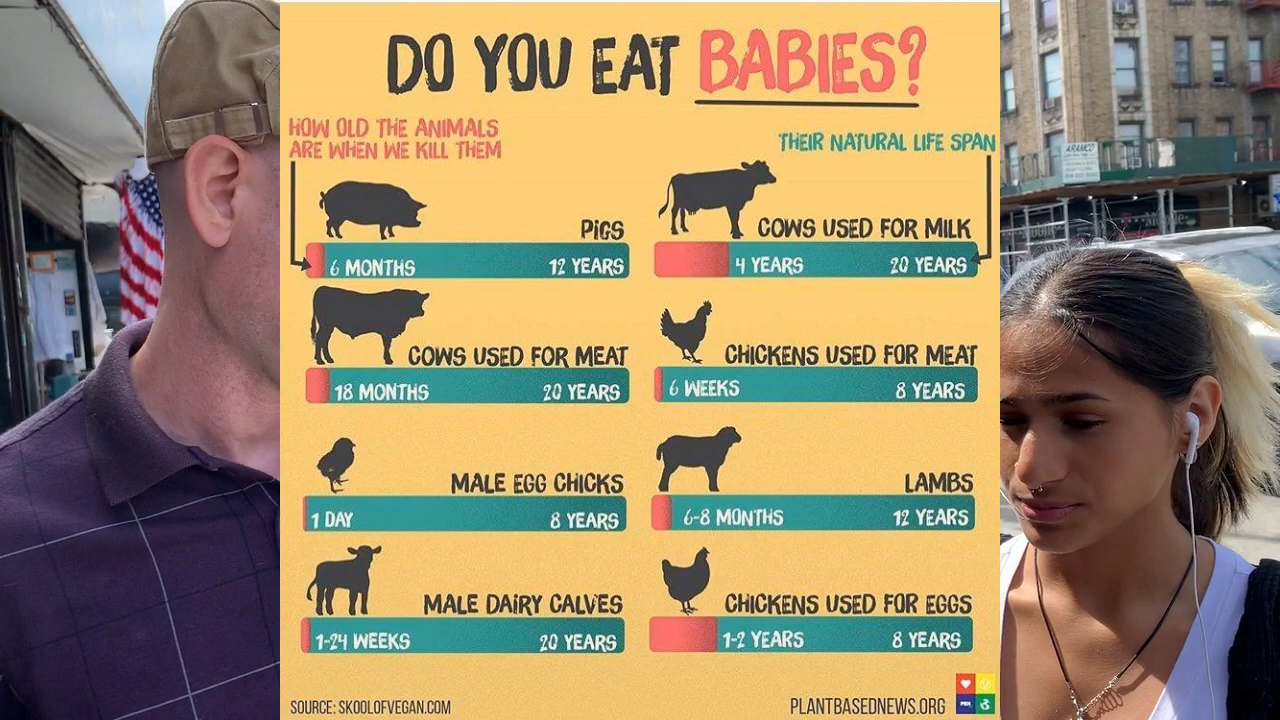 DO YOU EAT BABIES?
HOW OLD THE ANIMALS
ARE WHEN WE KILL THEM
THEIR NATURAL LIFE SPAN
PIGS
6 MONTHS 12 YEARS
COWS USED FOR MILK
4 YEARS 20 YEARS
COWS USED FOR MEAT
18 MONTHS 20 YEARS
CHICKENS USED FOR MEAT
6 WEEKS 8 YEARS
MALE EGG CHICKS
1 DAY 8 YEARS
LAMBS
6-8 MONTHS 12 YEARS
MALE DAIRY CALVES
1-24 WEEKS 20 YEARS
CHICKENS USED FOR EGGS
1-2 YEARS 8 YEARS
SOURCE: SKOOLOFVEGAN.COM
PLANTBASEDNEWS.ORG
ARAMCO